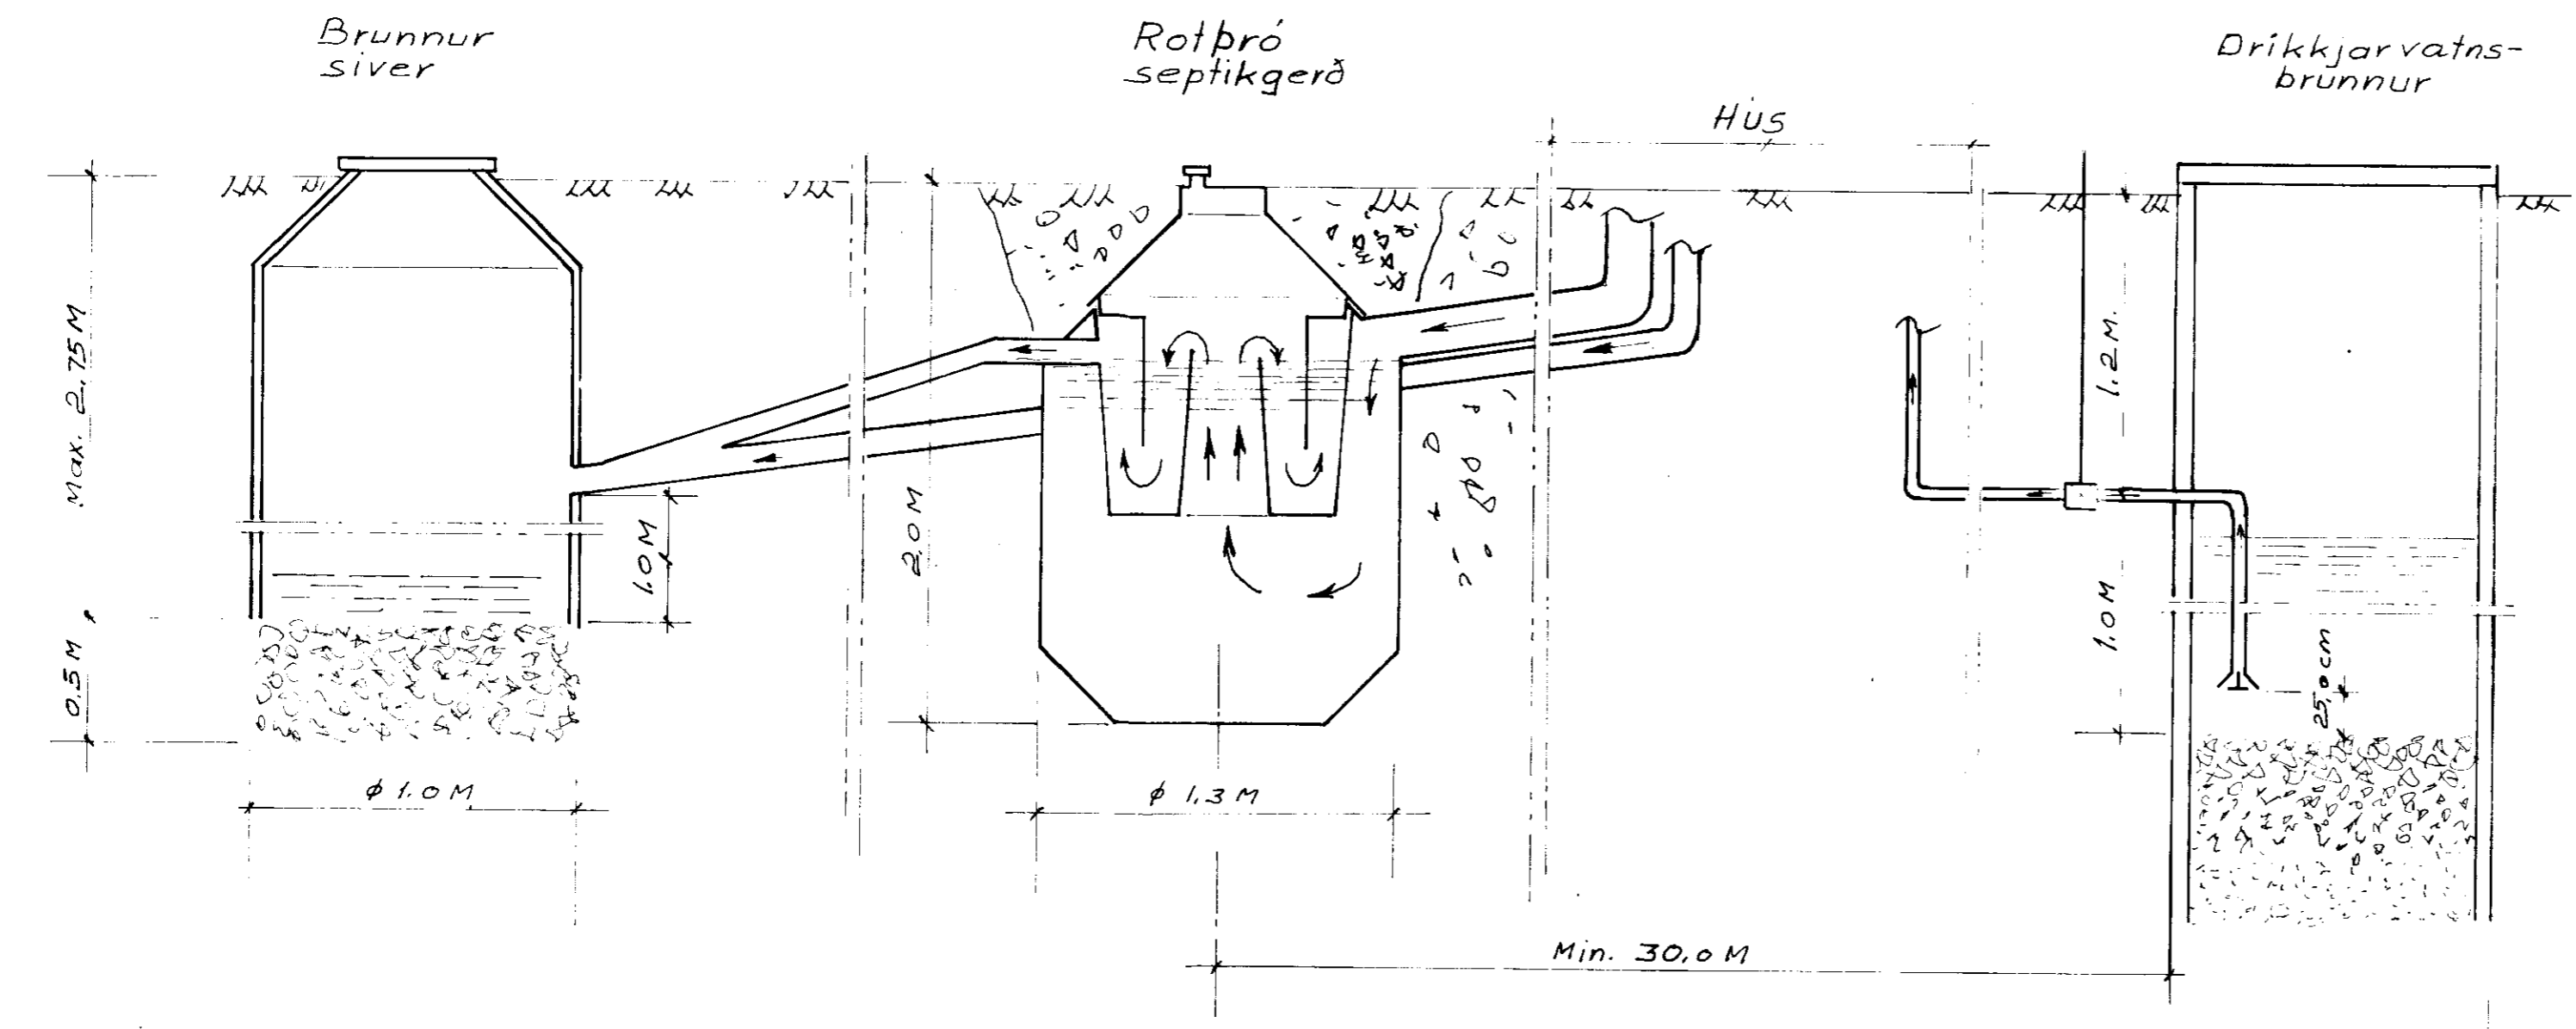 Brunnur
siver
Rotþró
septikgerð
Drikkjarvatns-
brunnur
Hús
Max. 2,75 M
0.5 M
1.0 M
2.0 M
1.2 M.
1.0 M
25,0 cm
ϕ 1.0 M
ϕ 1,3 M
Min. 30.0 M